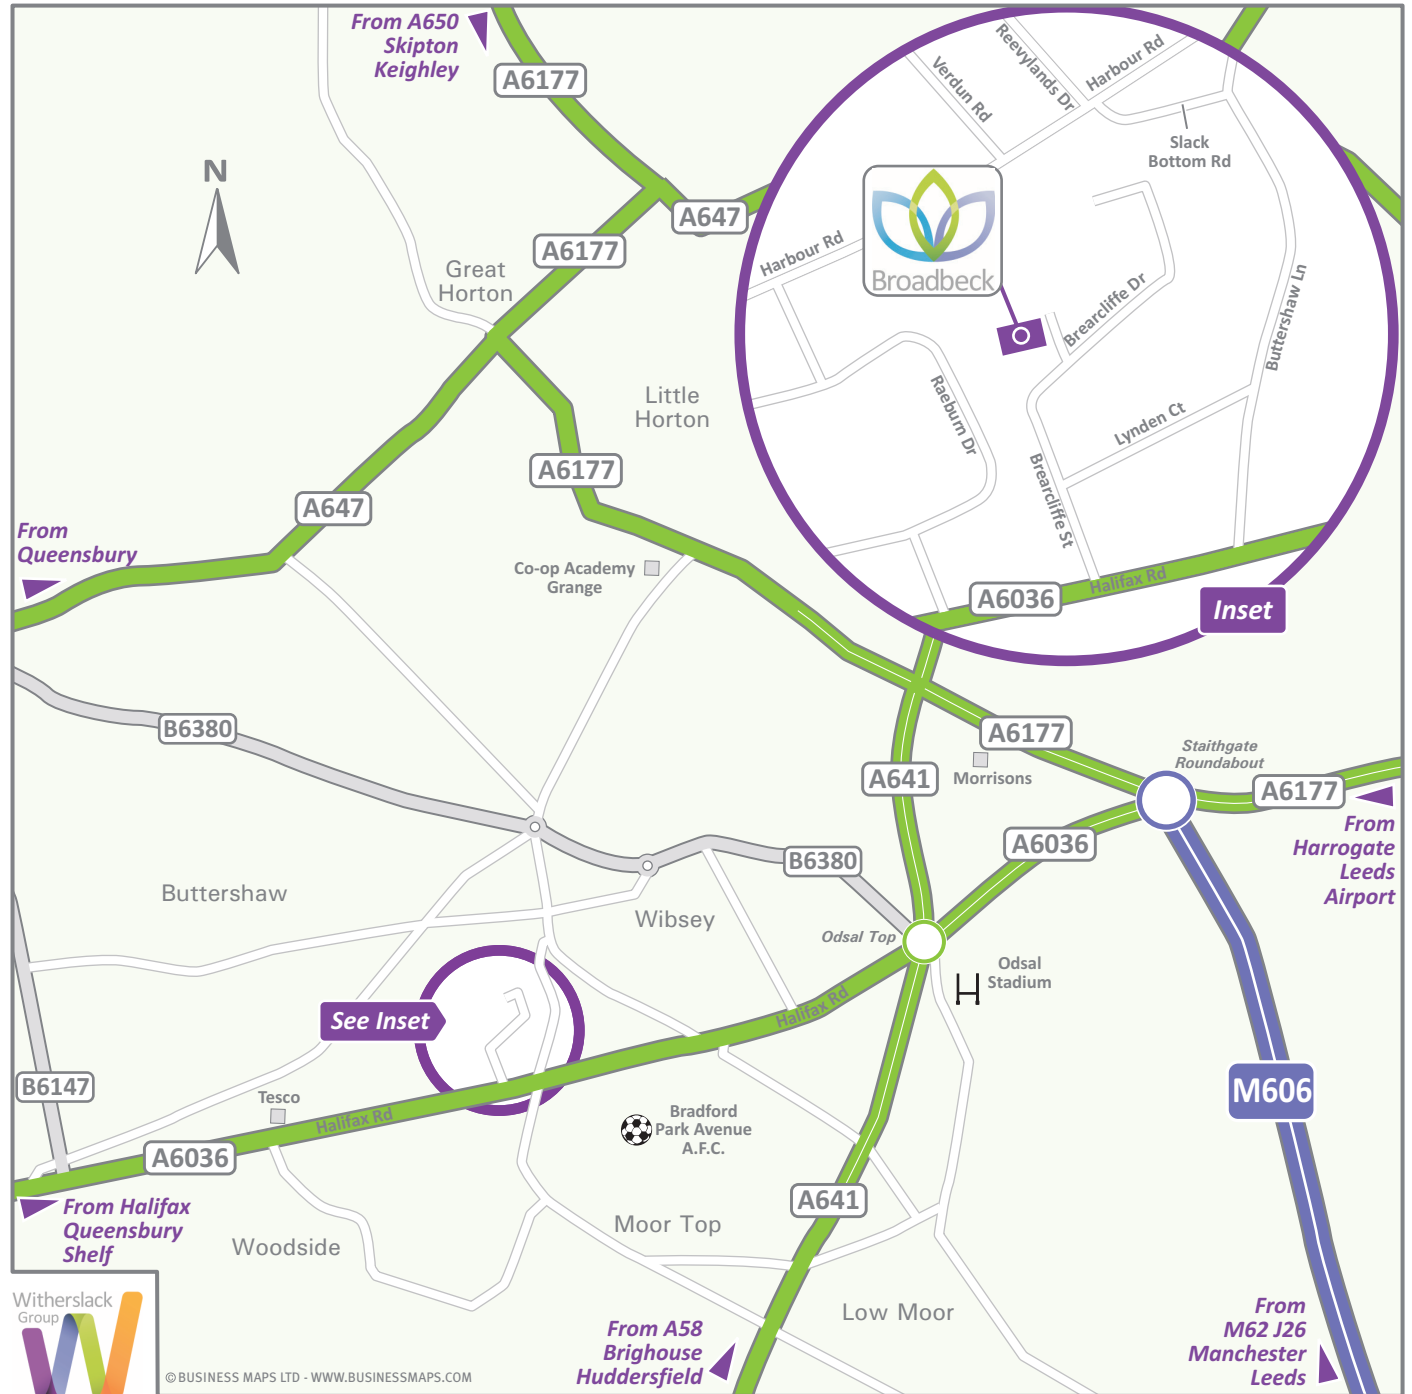 From A650
Skipton
Keighley
A6177
N
A647
A6177
Great
Horton
Little
Horton
A6177
A647
From
Queensbury
Co-op Academy
Grange
Verdun Rd
Reevylands Dr
Harbour Rd
Slack
Bottom Rd
Broadbeck
Harbour Rd
Brearcliffe Dr
Buttershaw Ln
Raeburn Dr
Lynden Ct
Brearcliffe St
Halifax Rd
A6036
Inset
B6380
A6177
Staithgate
Roundabout
A641
Morrisons
A6177
From
Harrogate
Leeds
Airport
A6036
B6380
Buttershaw
Wibsey
Odsal Top
Odsal
Stadium
Halifax Rd
See Inset
B6147
Tesco
Halifax Rd
Bradford
Park Avenue
A.F.C.
M606
A6036
A641
From Halifax
Queensbury
Shelf
Woodside
Moor Top
Low Moor
From A58
Brighouse
Huddersfield
From
M62 J26
Manchester
Leeds
Witherslack
Group
© BUSINESS MAPS LTD - WWW.BUSINESSMAPS.COM